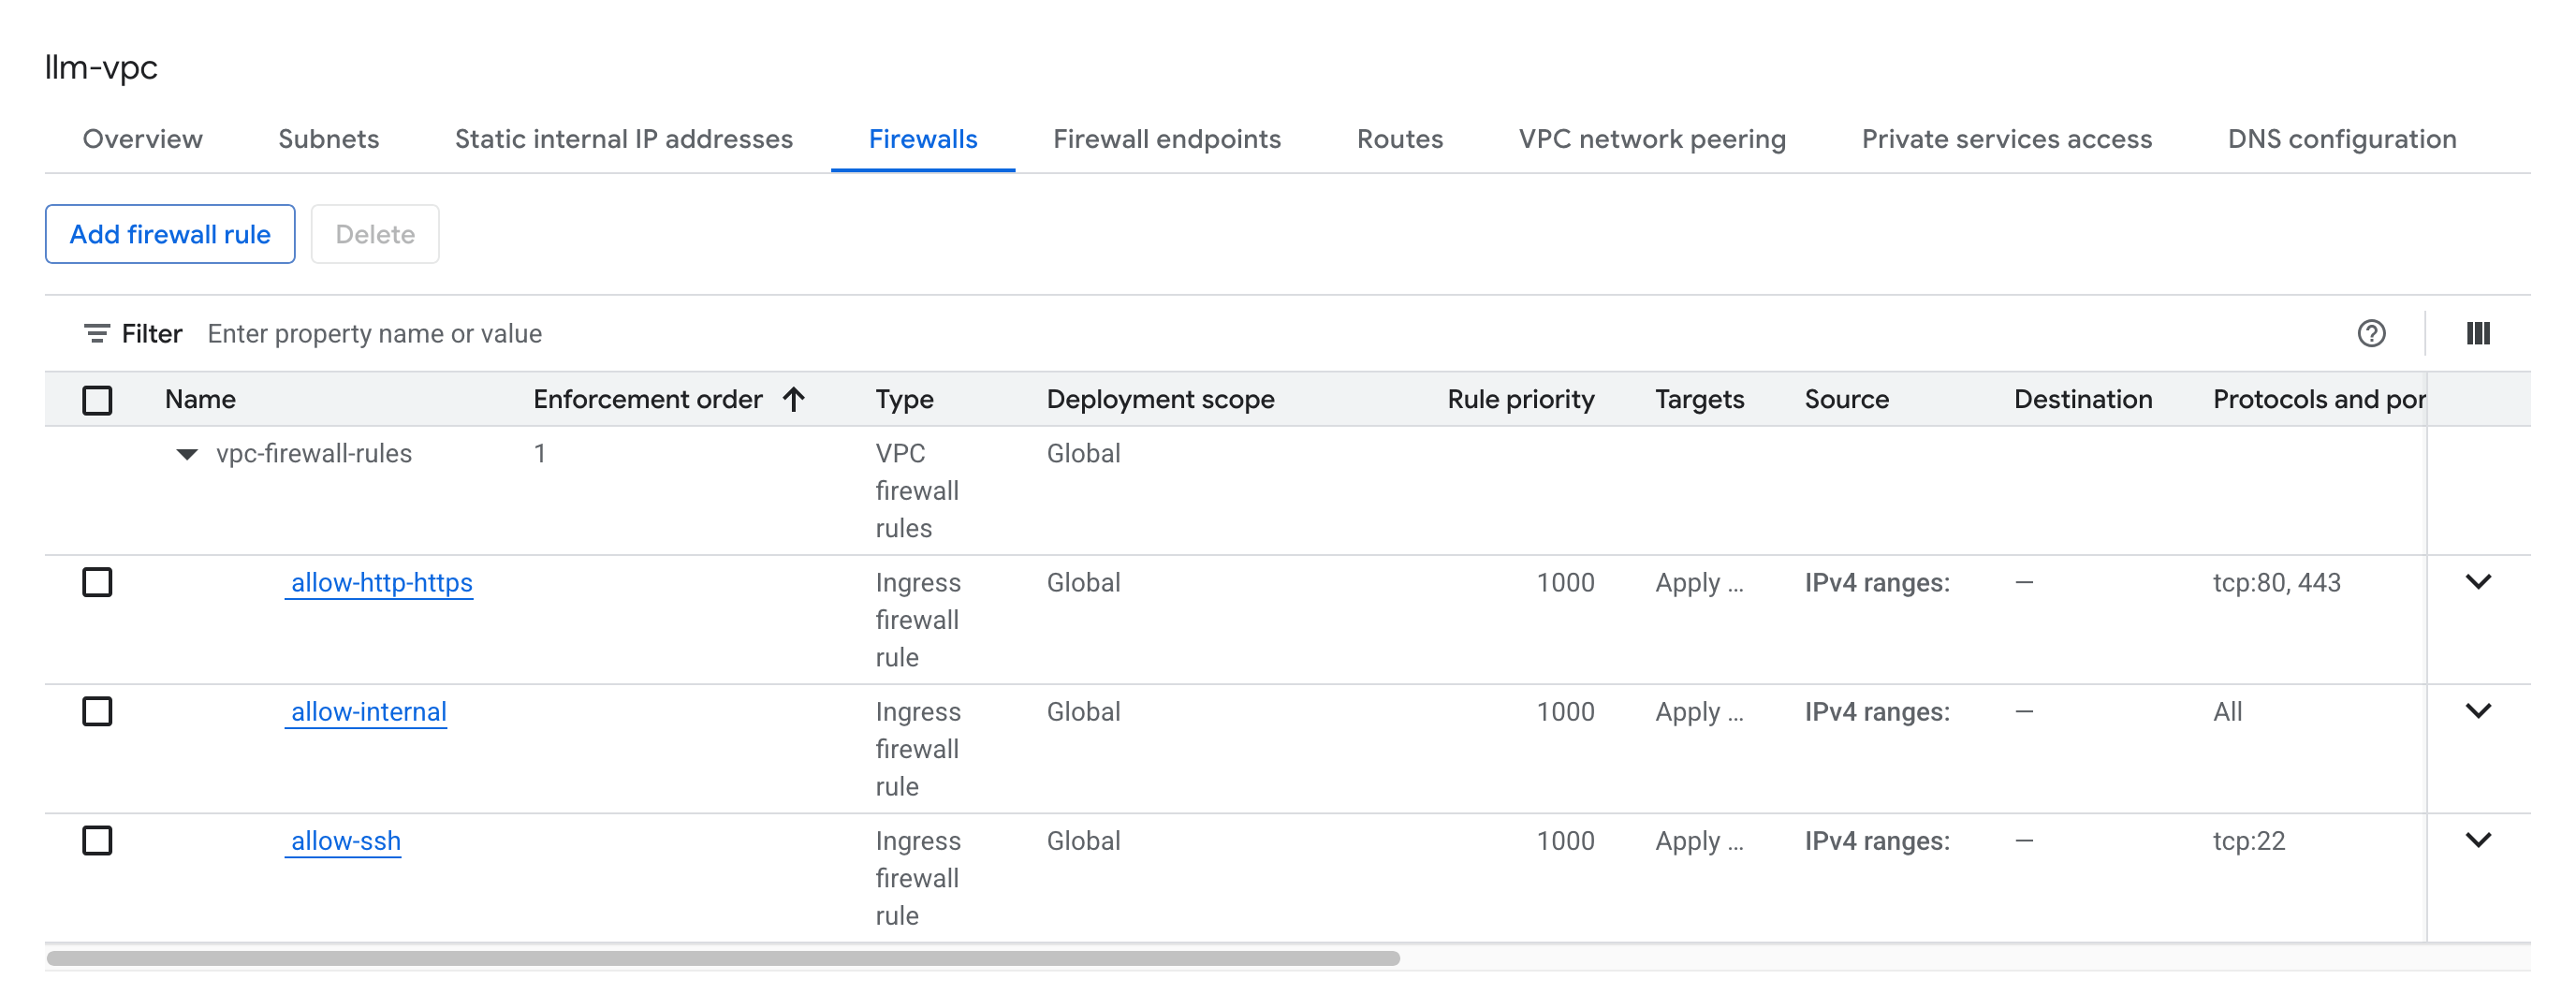 llm-vpc
Overview Subnets Static internal IP addresses Firewalls Firewall endpoints Routes VPC network peering Private services access DNS configuration
Add firewall rule Delete
Filter Enter property name or value
Name Enforcement order Type Deployment scope Rule priority Targets Source Destination Protocols and por
vpc-firewall-rules 1 VPC Global
firewall
rules
allow-http-https Ingress Global 1000 Apply ... IPv4 ranges: — tcp:80, 443
firewall
rule
allow-internal Ingress Global 1000 Apply ... IPv4 ranges: — All
firewall
rule
allow-ssh Ingress Global 1000 Apply ... IPv4 ranges: — tcp:22
firewall
rule